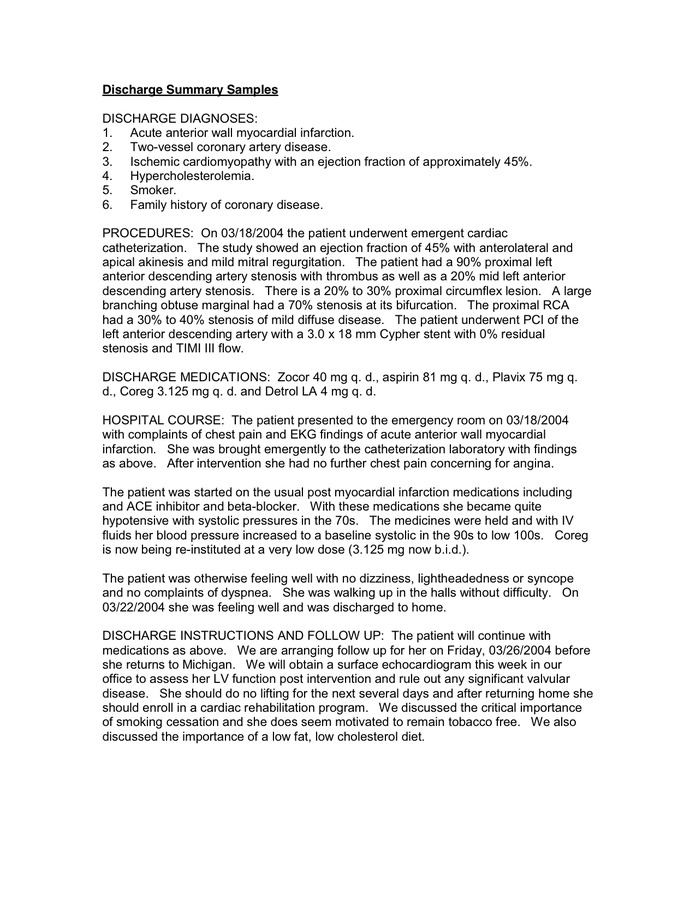 Discharge Summary Samples
DISCHARGE DIAGNOSES:
1. Acute anterior wall myocardial infarction.
2. Two-vessel coronary artery disease.
3. Ischemic cardiomyopathy with an ejection fraction of approximately 45%.
4. Hypercholesterolemia.
5. Smoker.
6. Family history of coronary disease.
PROCEDURES: On 03/18/2004 the patient underwent emergent cardiac
catheterization. The study showed an ejection fraction of 45% with anterolateral and
apical akinesis and mild mitral regurgitation. The patient had a 90% proximal left
anterior descending artery stenosis with thrombus as well as a 20% mid left anterior
descending artery stenosis. There is a 20% to 30% proximal circumflex lesion. A large
branching obtuse marginal had a 70% stenosis at its bifurcation. The proximal RCA
had a 30% to 40% stenosis of mild diffuse disease. The patient underwent PCI of the
left anterior descending artery with a 3.0 x 18 mm Cypher stent with 0% residual
stenosis and TIMI III flow.
DISCHARGE MEDICATIONS: Zocor 40 mg q. d., aspirin 81 mg q. d., Plavix 75 mg q.
d., Coreg 3.125 mg q. d. and Detrol LA 4 mg q. d.
HOSPITAL COURSE: The patient presented to the emergency room on 03/18/2004
with complaints of chest pain and EKG findings of acute anterior wall myocardial
infarction. She was brought emergently to the catheterization laboratory with findings
as above. After intervention she had no further chest pain concerning for angina.
The patient was started on the usual post myocardial infarction medications including
and ACE inhibitor and beta-blocker. With these medications she became quite
hypotensive with systolic pressures in the 70s. The medicines were held and with IV
fluids her blood pressure increased to a baseline systolic in the 90s to low 100s. Coreg
is now being re-instituted at a very low dose (3.125 mg now b.i.d.).
The patient was otherwise feeling well with no dizziness, lightheadedness or syncope
and no complaints of dyspnea. She was walking up in the halls without difficulty. On
03/22/2004 she was feeling well and was discharged to home.
DISCHARGE INSTRUCTIONS AND FOLLOW UP: The patient will continue with
medications as above. We are arranging follow up for her on Friday, 03/26/2004 before
she returns to Michigan. We will obtain a surface echocardiogram this week in our
office to assess her LV function post intervention and rule out any significant valvular
disease. She should do no lifting for the next several days and after returning home she
should enroll in a cardiac rehabilitation program. We discussed the critical importance
of smoking cessation and she does seem motivated to remain tobacco free. We also
discussed the importance of a low fat, low cholesterol diet.